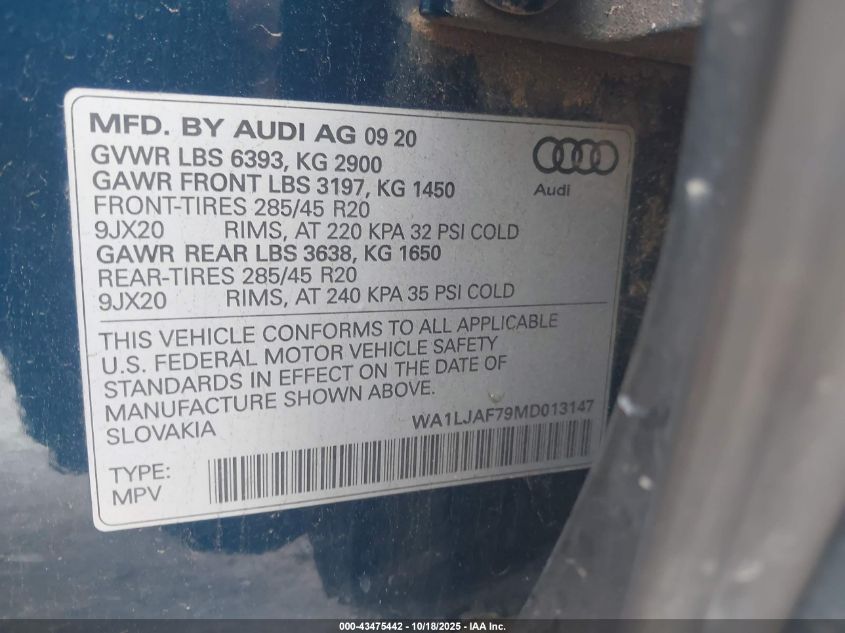 MFD. BY AUDI AG 09 20
GVWR LBS 6393, KG 2900
GAWR FRONT LBS 3197, KG 1450
FRONT-TIRES 285/45 R20
9JX20 RIMS, AT 220 KPA 32 PSI COLD
GAWR REAR LBS 3638, KG 1650
REAR-TIRES 285/45 R20
9JX20 RIMS, AT 240 KPA 35 PSI COLD
Audi
THIS VEHICLE CONFORMS TO ALL APPLICABLE
U.S. FEDERAL MOTOR VEHICLE SAFETY
STANDARDS IN EFFECT ON THE DATE OF
MANUFACTURE SHOWN ABOVE.
SLOVAKIA WA1LJAF79MD013147
TYPE:
MPV
000-43475442 - 10/18/2025 - IAA Inc.